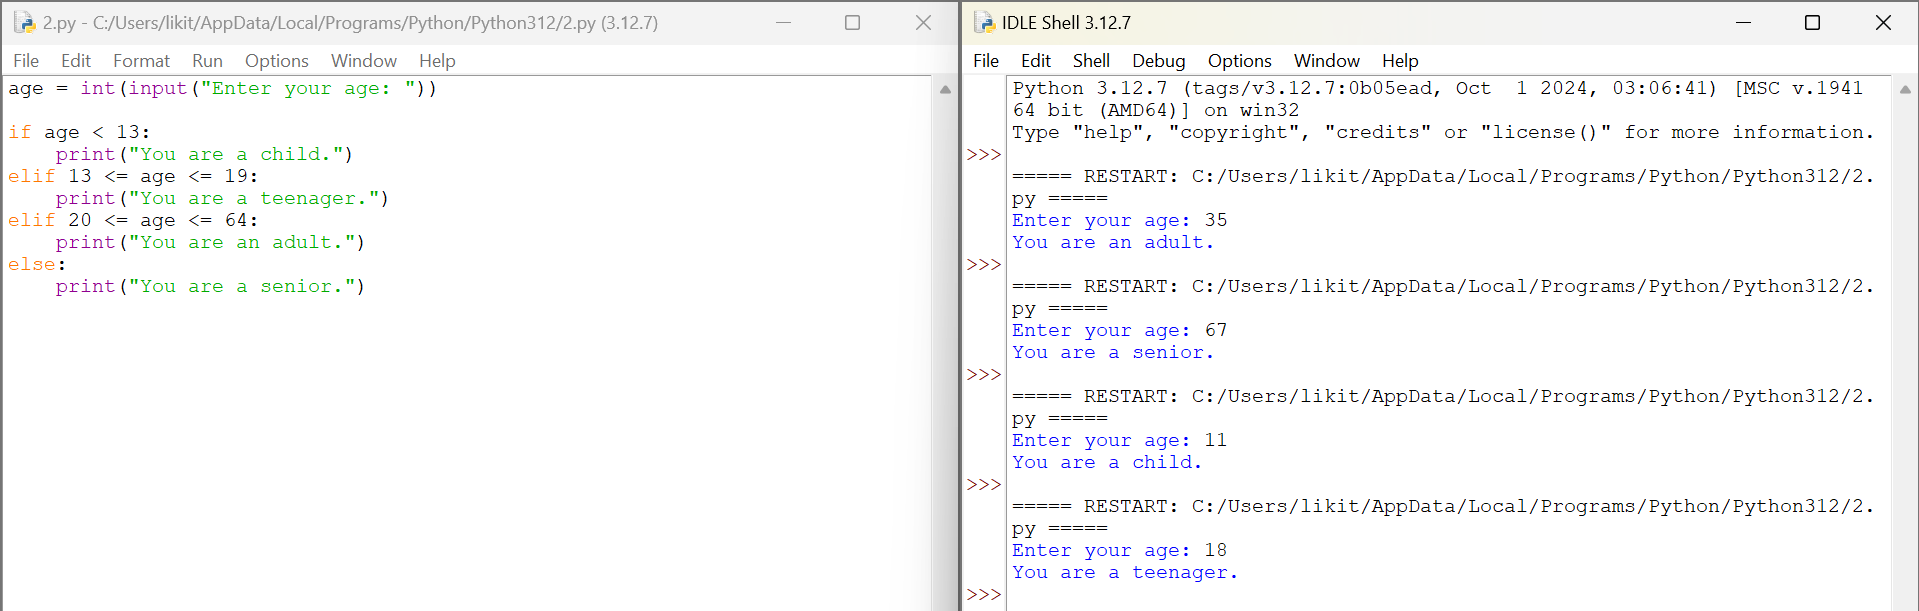 2.py - C:/Users/likit/AppData/Local/Programs/Python/Python312/2.py (3.12.7)
File Edit Format Run Options Window Help
age = int(input("Enter your age: "))

if age < 13:
    print("You are a child.")
elif 13 <= age <= 19:
    print("You are a teenager.")
elif 20 <= age <= 64:
    print("You are an adult.")
else:
    print("You are a senior.")
IDLE Shell 3.12.7
File Edit Shell Debug Options Window Help
Python 3.12.7 (tags/v3.12.7:0b05ead, Oct  1 2024, 03:06:41) [MSC v.1941
64 bit (AMD64)] on win32
Type "help", "copyright", "credits" or "license()" for more information.
>>>
===== RESTART: C:/Users/likit/AppData/Local/Programs/Python/Python312/2.
py =====
Enter your age: 35
You are an adult.
>>>
===== RESTART: C:/Users/likit/AppData/Local/Programs/Python/Python312/2.
py =====
Enter your age: 67
You are a senior.
>>>
===== RESTART: C:/Users/likit/AppData/Local/Programs/Python/Python312/2.
py =====
Enter your age: 11
You are a child.
>>>
===== RESTART: C:/Users/likit/AppData/Local/Programs/Python/Python312/2.
py =====
Enter your age: 18
You are a teenager.
>>>